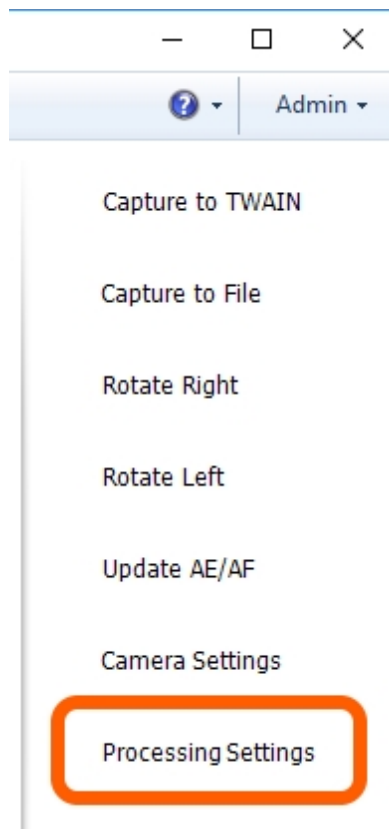 Admin
Capture to TWAIN
Capture to File
Rotate Right
Rotate Left
Update AE/AF
Camera Settings
Processing Settings